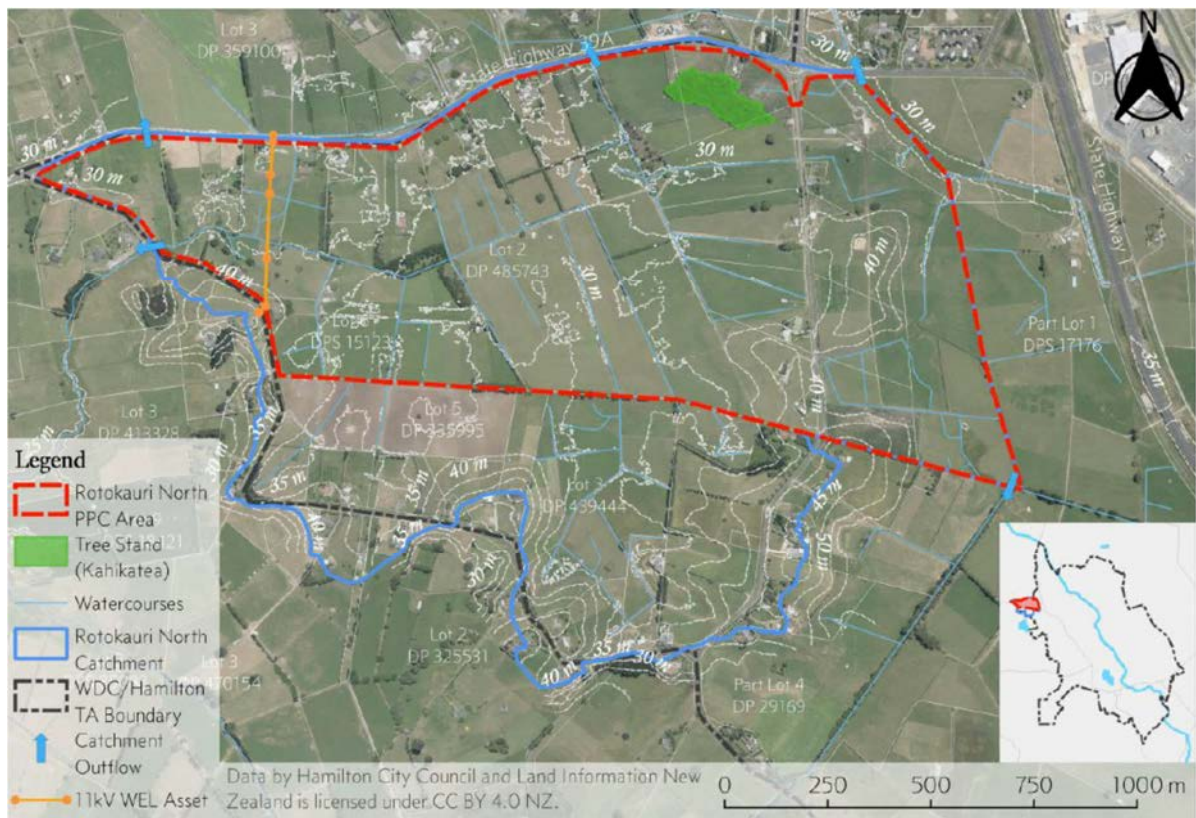 N
Lot 3
DP 359100
State Highway 39A
30 m
DP
30 m
30 m
30 m
30 m
30 m
State Highway 1
40 m
Lot 2
DP 485743
30 m
40 m
DPS 15123
Part Lot 1
DPS 17176
35 m
40 m
Lot 3
DP 413328
35 m
Lot 5
DP 335995
35 m
30 m
40 m
35 m
35 m
45 m
Lot 3
DP 439444
40 m
35 m
50 m
30 m
Lot 2
DP 325531
35 m
30 m
40 m
Part Lot 4
DP 29169
Lot 3
Legend
Rotokauri North
PPC Area
Tree Stand
(Kahikatea)
Watercourses
Rotokauri North
Catchment
WDC/Hamilton
TA Boundary
Catchment
Outflow
11kV WEL Asset
Data by Hamilton City Council and Land Information New
Zealand is licensed under CC BY 4.0 NZ.
0 250 500 750 1000 m